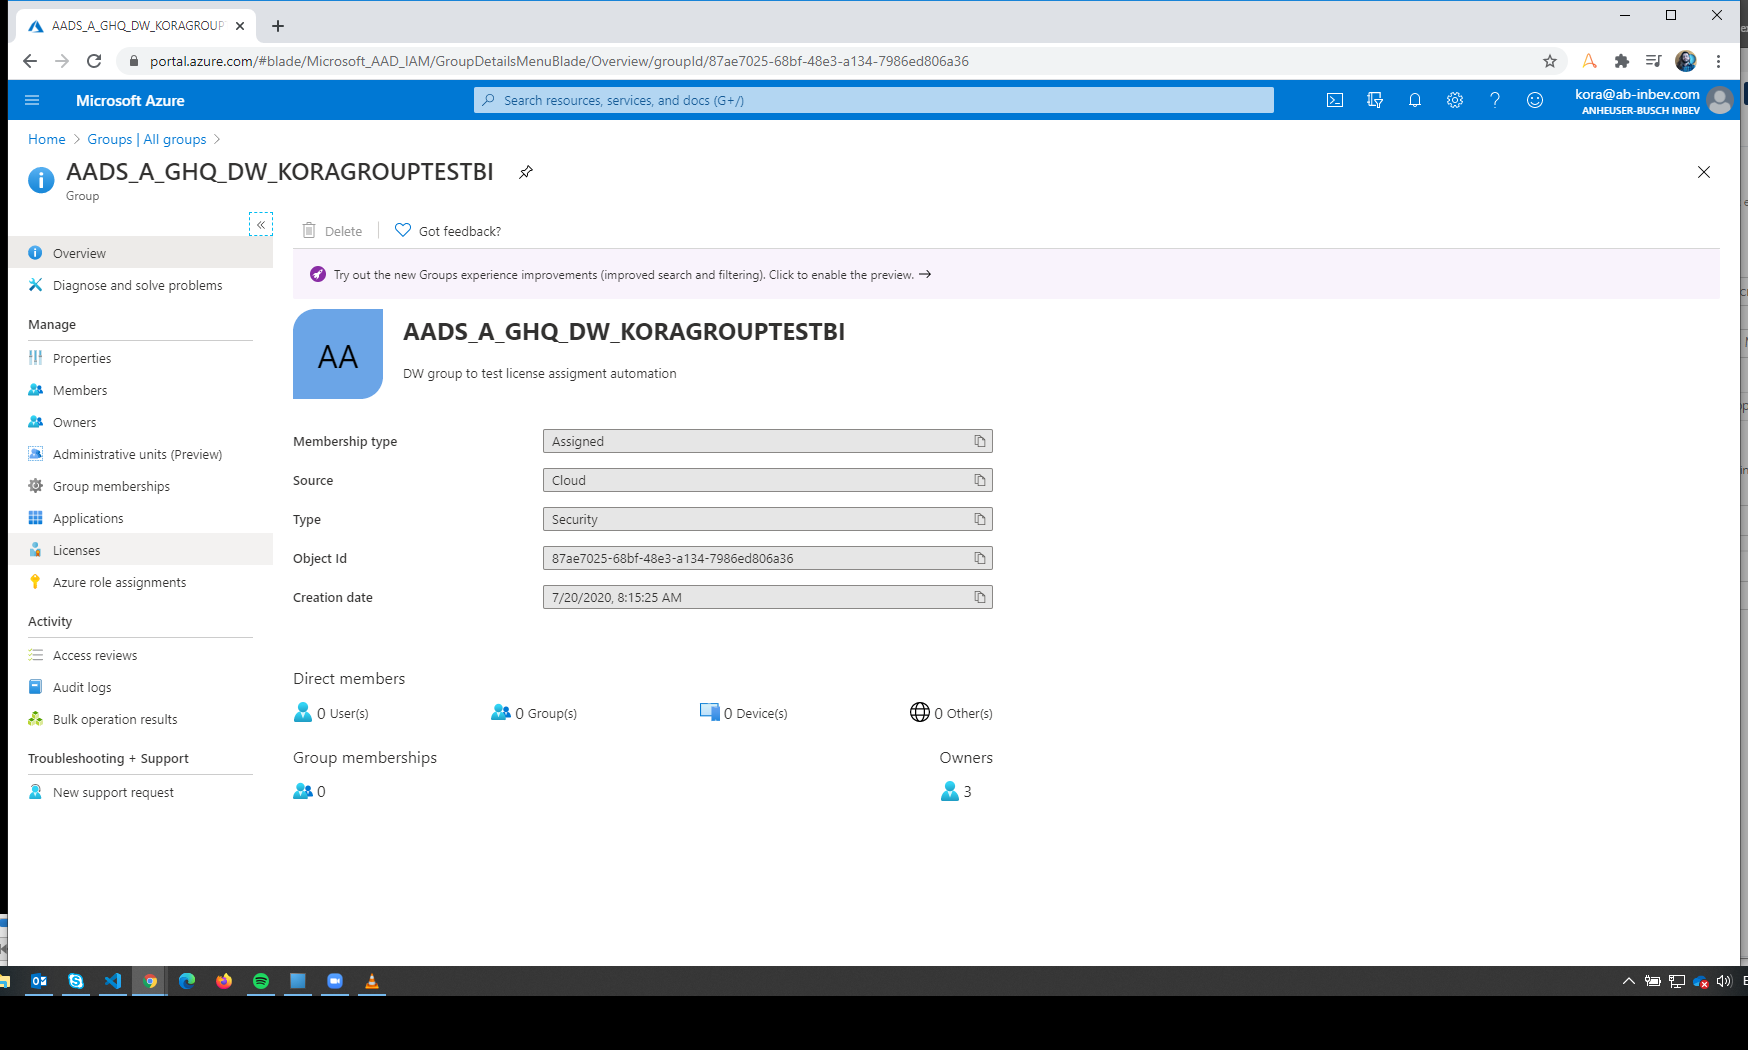 AADS_A_GHQ_DW_KORAGROUP
portal.azure.com/#blade/Microsoft_AAD_IAM/GroupDetailsMenuBlade/Overview/groupId/87ae7025-68bf-48e3-a134-7986ed806a36
Microsoft Azure
Search resources, services, and docs (G+/)
kora@ab-inbev.com
ANHEUSER-BUSCH INBEV
Home > Groups | All groups >
AADS_A_GHQ_DW_KORAGROUPTESTBI
Group
Overview
Diagnose and solve problems
Manage
Properties
Members
Owners
Administrative units (Preview)
Group memberships
Applications
Licenses
Azure role assignments
Activity
Access reviews
Audit logs
Bulk operation results
Troubleshooting + Support
New support request
Delete
Got feedback?
Try out the new Groups experience improvements (improved search and filtering). Click to enable the preview. →
AA
AADS_A_GHQ_DW_KORAGROUPTESTBI
DW group to test license assigment automation
Membership type Assigned
Source Cloud
Type Security
Object Id 87ae7025-68bf-48e3-a134-7986ed806a36
Creation date 7/20/2020, 8:15:25 AM
Direct members
0 User(s) 0 Group(s) 0 Device(s) 0 Other(s)
Group memberships Owners
0 3